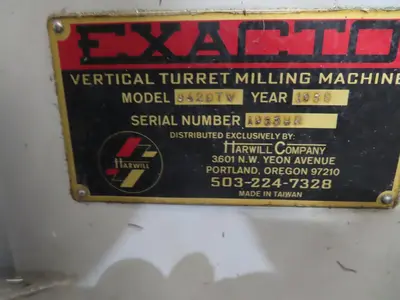 EXACTO
VERTICAL TURRET MILLING MACHINE
MODEL YEAR
SERIAL NUMBER
DISTRIBUTED EXCLUSIVELY BY:
HARWILL COMPANY
HARWILL
3601 N.W. YEON AVENUE
PORTLAND, OREGON 97210
503-224-7328
MADE IN TAIWAN